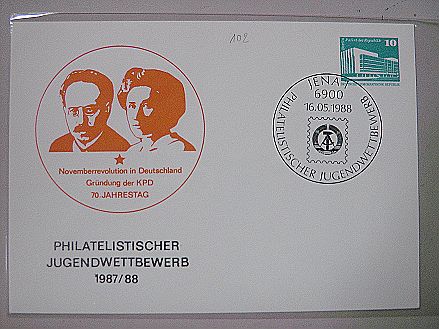 102
Palast der Republik
10
JENA 7
6900
16.05.1988
PHILATELISTISCHER JUGENDWETTBEWERB
Novemberrevolution in Deutschland
Gründung der KPD
70. JAHRESTAG
PHILATELISTISCHER
JUGENDWETTBEWERB
1987/88